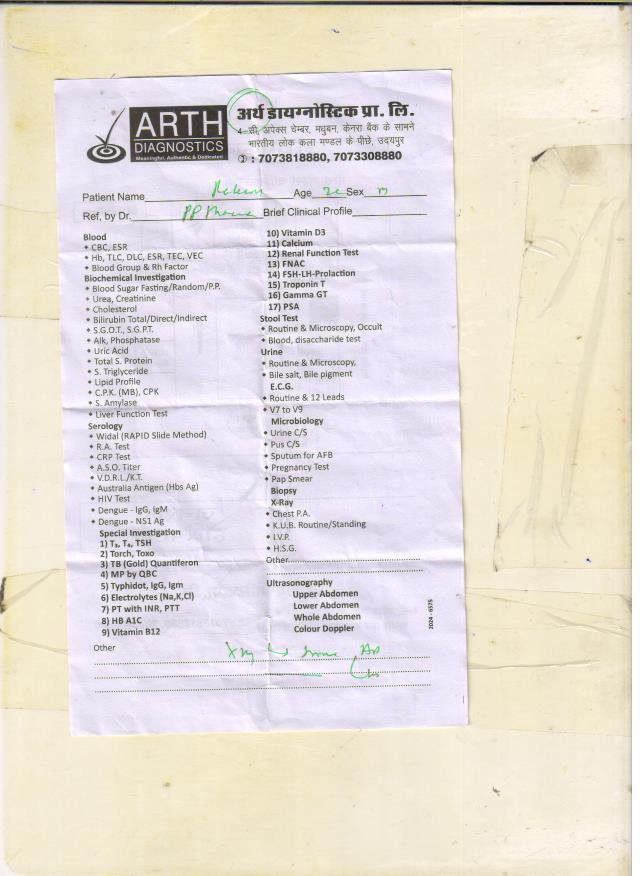 ARTH
DIAGNOSTICS
Meaningful, Authentic & Dedicated
अर्थ डायग्नोस्टिक प्रा. लि.
4-सी, अपेक्स चेम्बर, मधुबन, केनरा बैंक के सामने
भारतीय लोक कला मण्डल के पीछे, उदयपुर
: 7073818880, 7073308880
Patient Name Age Sex M
Ref, by Dr. PP Brief Clinical Profile
Blood
CBC, ESR
Hb, TLC, DLC, ESR, TEC, VEC
Blood Group & Rh Factor
Biochemical Investigation
Blood Sugar Fasting/Random/P.P.
Urea, Creatinine
Cholesterol
Bilirubin Total/Direct/Indirect
S.G.O.T., S.G.P.T.
Alk, Phosphatase
Uric Acid
Total S. Protein
S. Triglyceride
Lipid Profile
C.P.K. (MB), CPK
S. Amylase
Liver Function Test
Serology
Widal (RAPID Slide Method)
R.A. Test
CRP Test
A.S.O. Titer
V.D.R.L./K.T.
Australia Antigen (Hbs Ag)
HIV Test
Dengue - IgG, IgM
Dengue - NS1 Ag
Special Investigation
1) T₃, T₄, TSH
2) Torch, Toxo
3) TB (Gold) Quantiferon
4) MP by QBC
5) Typhidot, IgG, Igm
6) Electrolytes (Na,K,Cl)
7) PT with INR, PTT
8) HB A1C
9) Vitamin B12
10) Vitamin D3
11) Calcium
12) Renal Function Test
13) FNAC
14) FSH-LH-Prolaction
15) Troponin T
16) Gamma GT
17) PSA
Stool Test
Routine & Microscopy, Occult
Blood, disaccharide test
Urine
Routine & Microscopy,
Bile salt, Bile pigment
E.C.G.
Routine & 12 Leads
V7 to V9
Microbiology
Urine C/S
Pus C/S
Sputum for AFB
Pregnancy Test
Pap Smear
Biopsy
X-Ray
Chest P.A.
K.U.B. Routine/Standing
I.V.P.
H.S.G.
Other
Ultrasonography
Upper Abdomen
Lower Abdomen
Whole Abdomen
Colour Doppler
2024 - 6575
Other